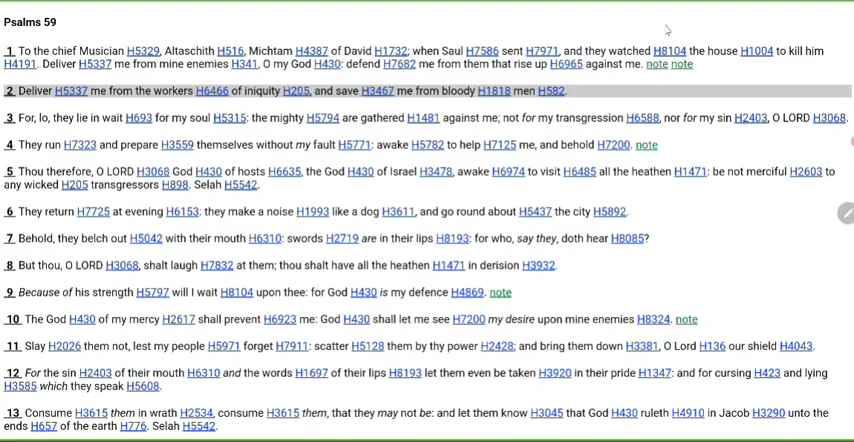 Psalms 59
1 To the chief Musician H5329, Altaschith H516, Michtam H4387 of David H1732; when Saul H7586 sent H7971, and they watched H8104 the house H1004 to kill him
H4191. Deliver H5337 me from mine enemies H341, O my God H430: defend H7682 me from them that rise up H6965 against me. note note
2 Deliver H5337 me from the workers H6466 of iniquity H205, and save H3467 me from bloody H1818 men H582.
3 For, lo, they lie in wait H693 for my soul H5315: the mighty H5794 are gathered H1481 against me; not for my transgression H6588, nor for my sin H2403, O LORD H3068.
4 They run H7323 and prepare H3559 themselves without my fault H5771: awake H5782 to help H7125 me, and behold H7200. note
5 Thou therefore, O LORD H3068 God H430 of hosts H6635, the God H430 of Israel H3478, awake H6974 to visit H6485 all the heathen H1471: be not merciful H2603 to
any wicked H205 transgressors H898. Selah H5542.
6 They return H7725 at evening H6153: they make a noise H1993 like a dog H3611, and go round about H5437 the city H5892.
7 Behold, they belch out H5042 with their mouth H6310: swords H2719 are in their lips H8193: for who, say they, doth hear H8085?
8 But thou, O LORD H3068, shalt laugh H7832 at them; thou shalt have all the heathen H1471 in derision H3932.
9 Because of his strength H5797 will I wait H8104 upon thee: for God H430 is my defence H4869. note
10 The God H430 of my mercy H2617 shall prevent H6923 me: God H430 shall let me see H7200 my desire upon mine enemies H8324. note
11 Slay H2026 them not, lest my people H5971 forget H7911: scatter H5128 them by thy power H2428; and bring them down H3381, O Lord H136 our shield H4043.
12 For the sin H2403 of their mouth H6310 and the words H1697 of their lips H8193 let them even be taken H3920 in their pride H1347: and for cursing H423 and lying
H3585 which they speak H5608.
13 Consume H3615 them in wrath H2534, consume H3615 them, that they may not be: and let them know H3045 that God H430 ruleth H4910 in Jacob H3290 unto the
ends H657 of the earth H776. Selah H5542.